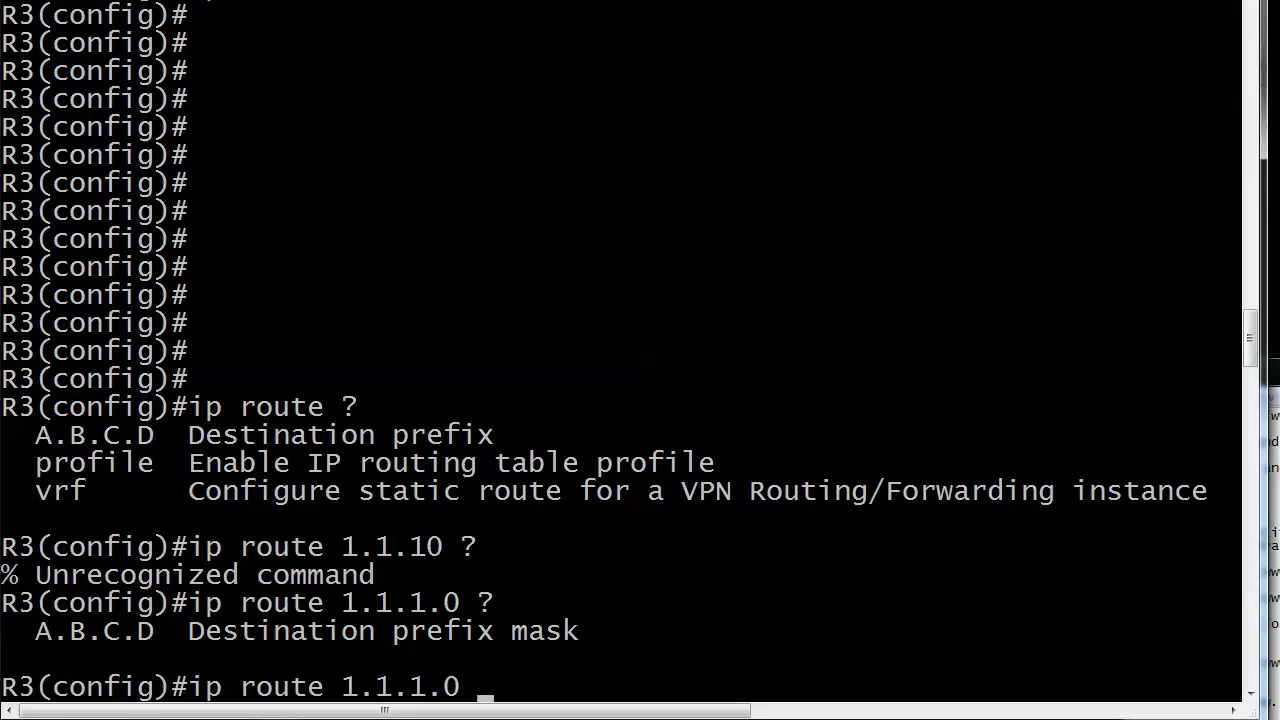 R3(config)#
R3(config)#
R3(config)#
R3(config)#
R3(config)#
R3(config)#
R3(config)#
R3(config)#
R3(config)#
R3(config)#
R3(config)#
R3(config)#
R3(config)#
R3(config)#
R3(config)#ip route ?
  A.B.C.D  Destination prefix
  profile  Enable IP routing table profile
  vrf      Configure static route for a VPN Routing/Forwarding instance
R3(config)#ip route 1.1.10 ?
% Unrecognized command
R3(config)#ip route 1.1.1.0 ?
  A.B.C.D  Destination prefix mask
R3(config)#ip route 1.1.1.0 _